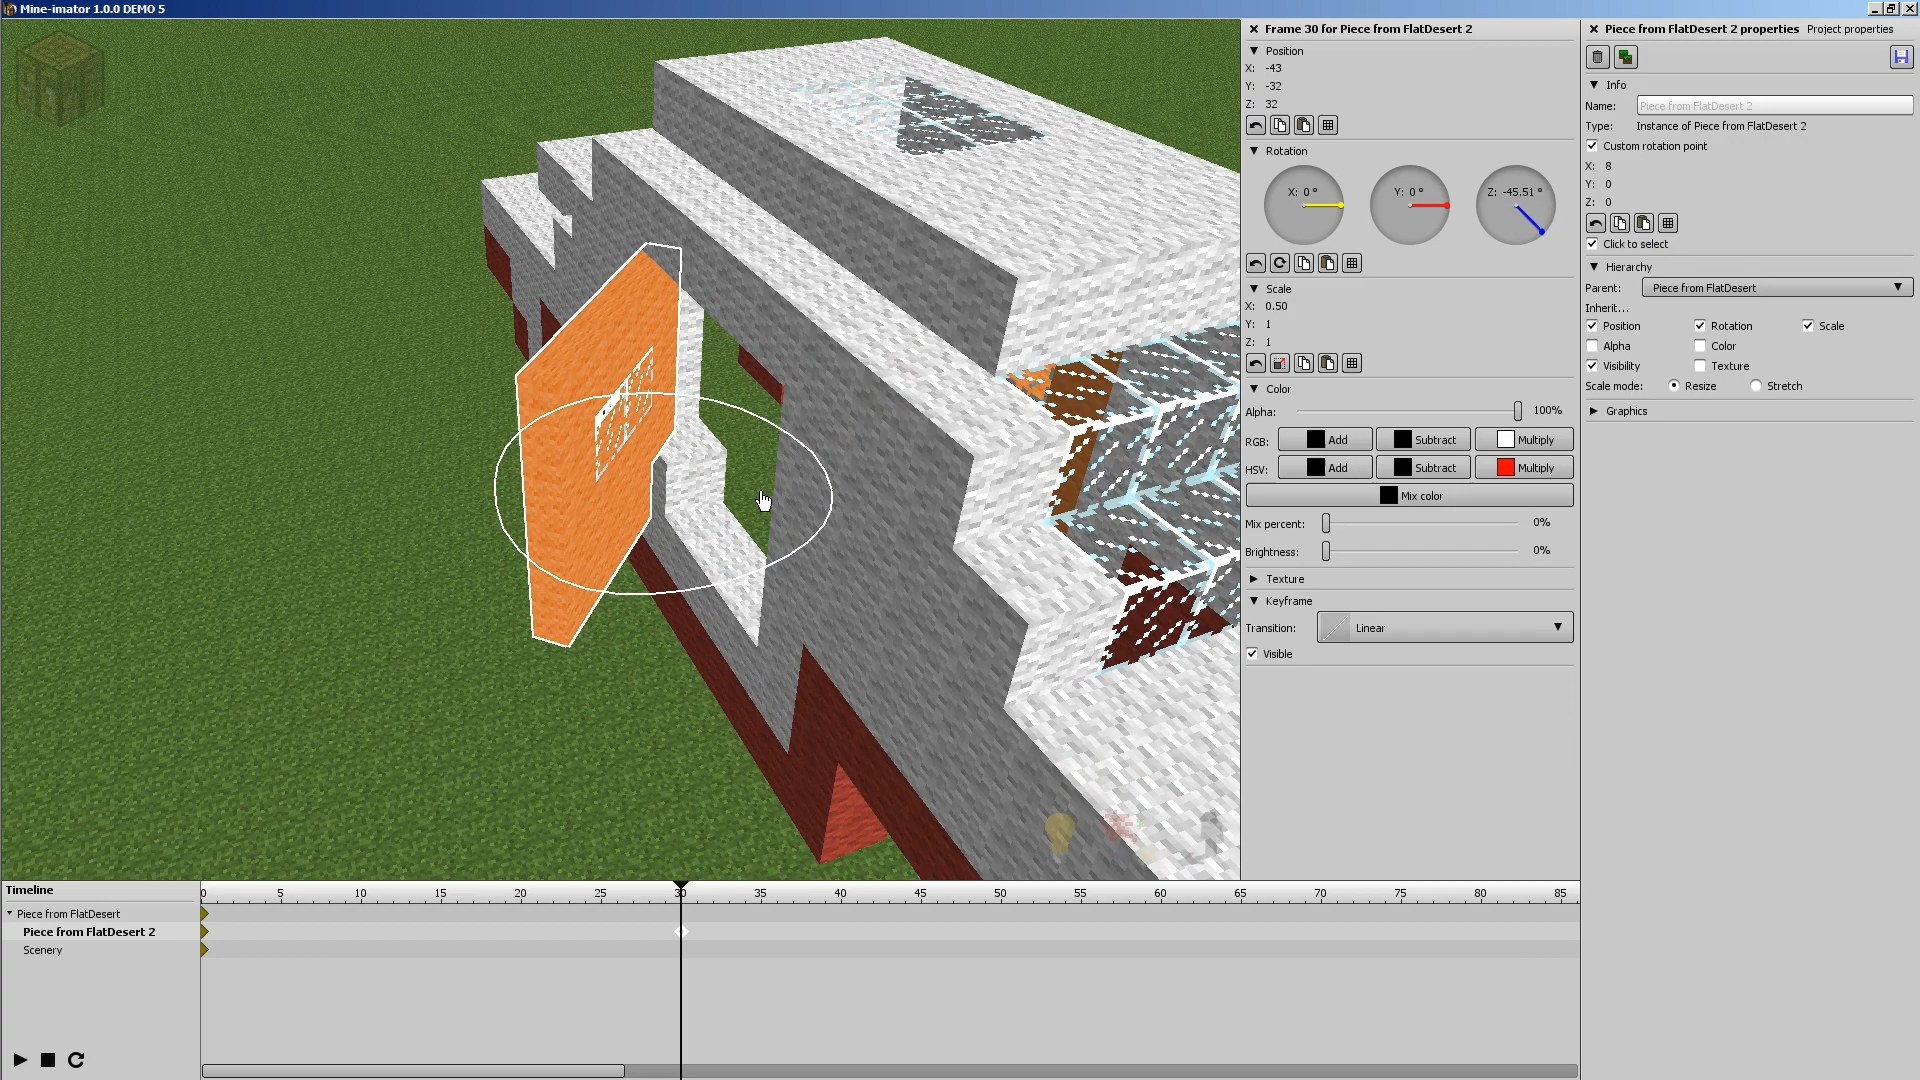 Mine-imator 1.0.0 DEMO 5
Frame 30 for Piece from FlatDesert 2
Position
X: -43
Y: -32
Z: 32
Rotation
X: 0 °
Y: 0 °
Z: -45.51 °
Scale
X: 0.50
Y: 1
Z: 1
Color
Alpha: 100%
RGB: Add Subtract Multiply
HSV: Add Subtract Multiply
Mix color
Mix percent: 0%
Brightness: 0%
Texture
Keyframe
Transition: Linear
Visible
Piece from FlatDesert 2 properties Project properties
Info
Name: Piece from FlatDesert 2
Type: Instance of Piece from FlatDesert 2
Custom rotation point
X: 8
Y: 0
Z: 0
Click to select
Hierarchy
Parent: Piece from FlatDesert
Inherit...
Position Rotation Scale
Alpha Color
Visibility Texture
Scale mode: Resize Stretch
Graphics
Timeline
0 5 10 15 20 25 30 35 40 45 50 55 60 65 70 75 80 85
Piece from FlatDesert
Piece from FlatDesert 2
Scenery